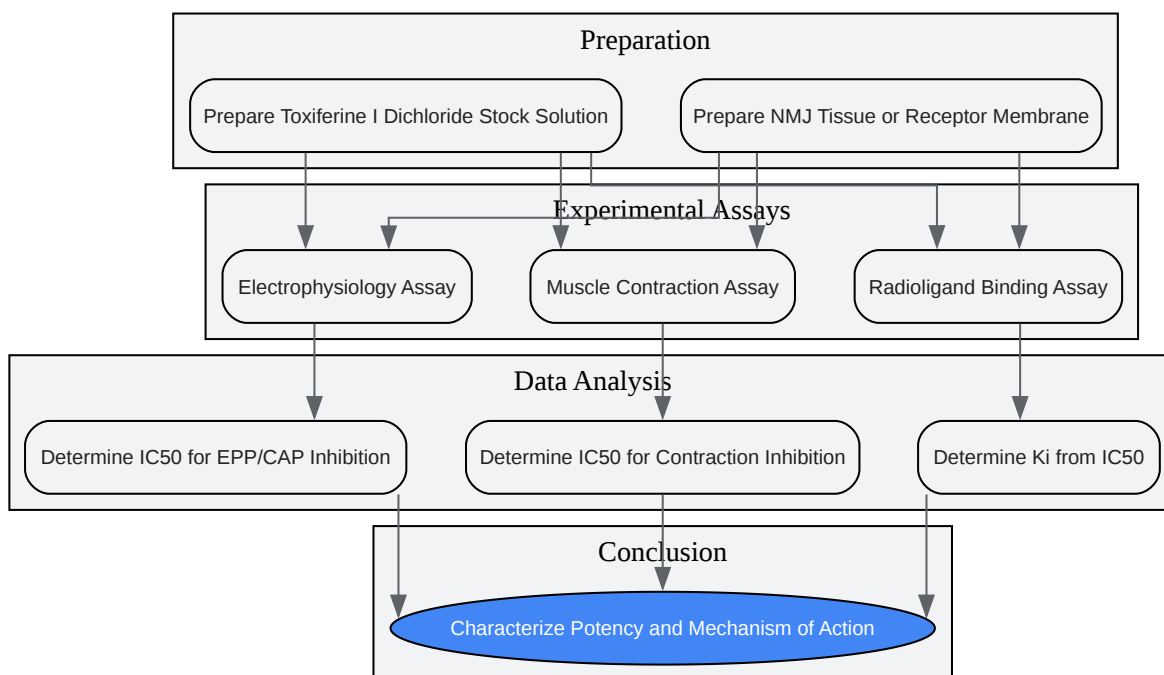 Preparation
Prepare Toxiferine I Dichloride Stock Solution
Prepare NMJ Tissue or Receptor Membrane
Experimental Assays
Electrophysiology Assay
Muscle Contraction Assay
Radioligand Binding Assay
Data Analysis
Determine IC50 for EPP/CAP Inhibition
Determine IC50 for Contraction Inhibition
Determine Ki from IC50
Conclusion
Characterize Potency and Mechanism of Action